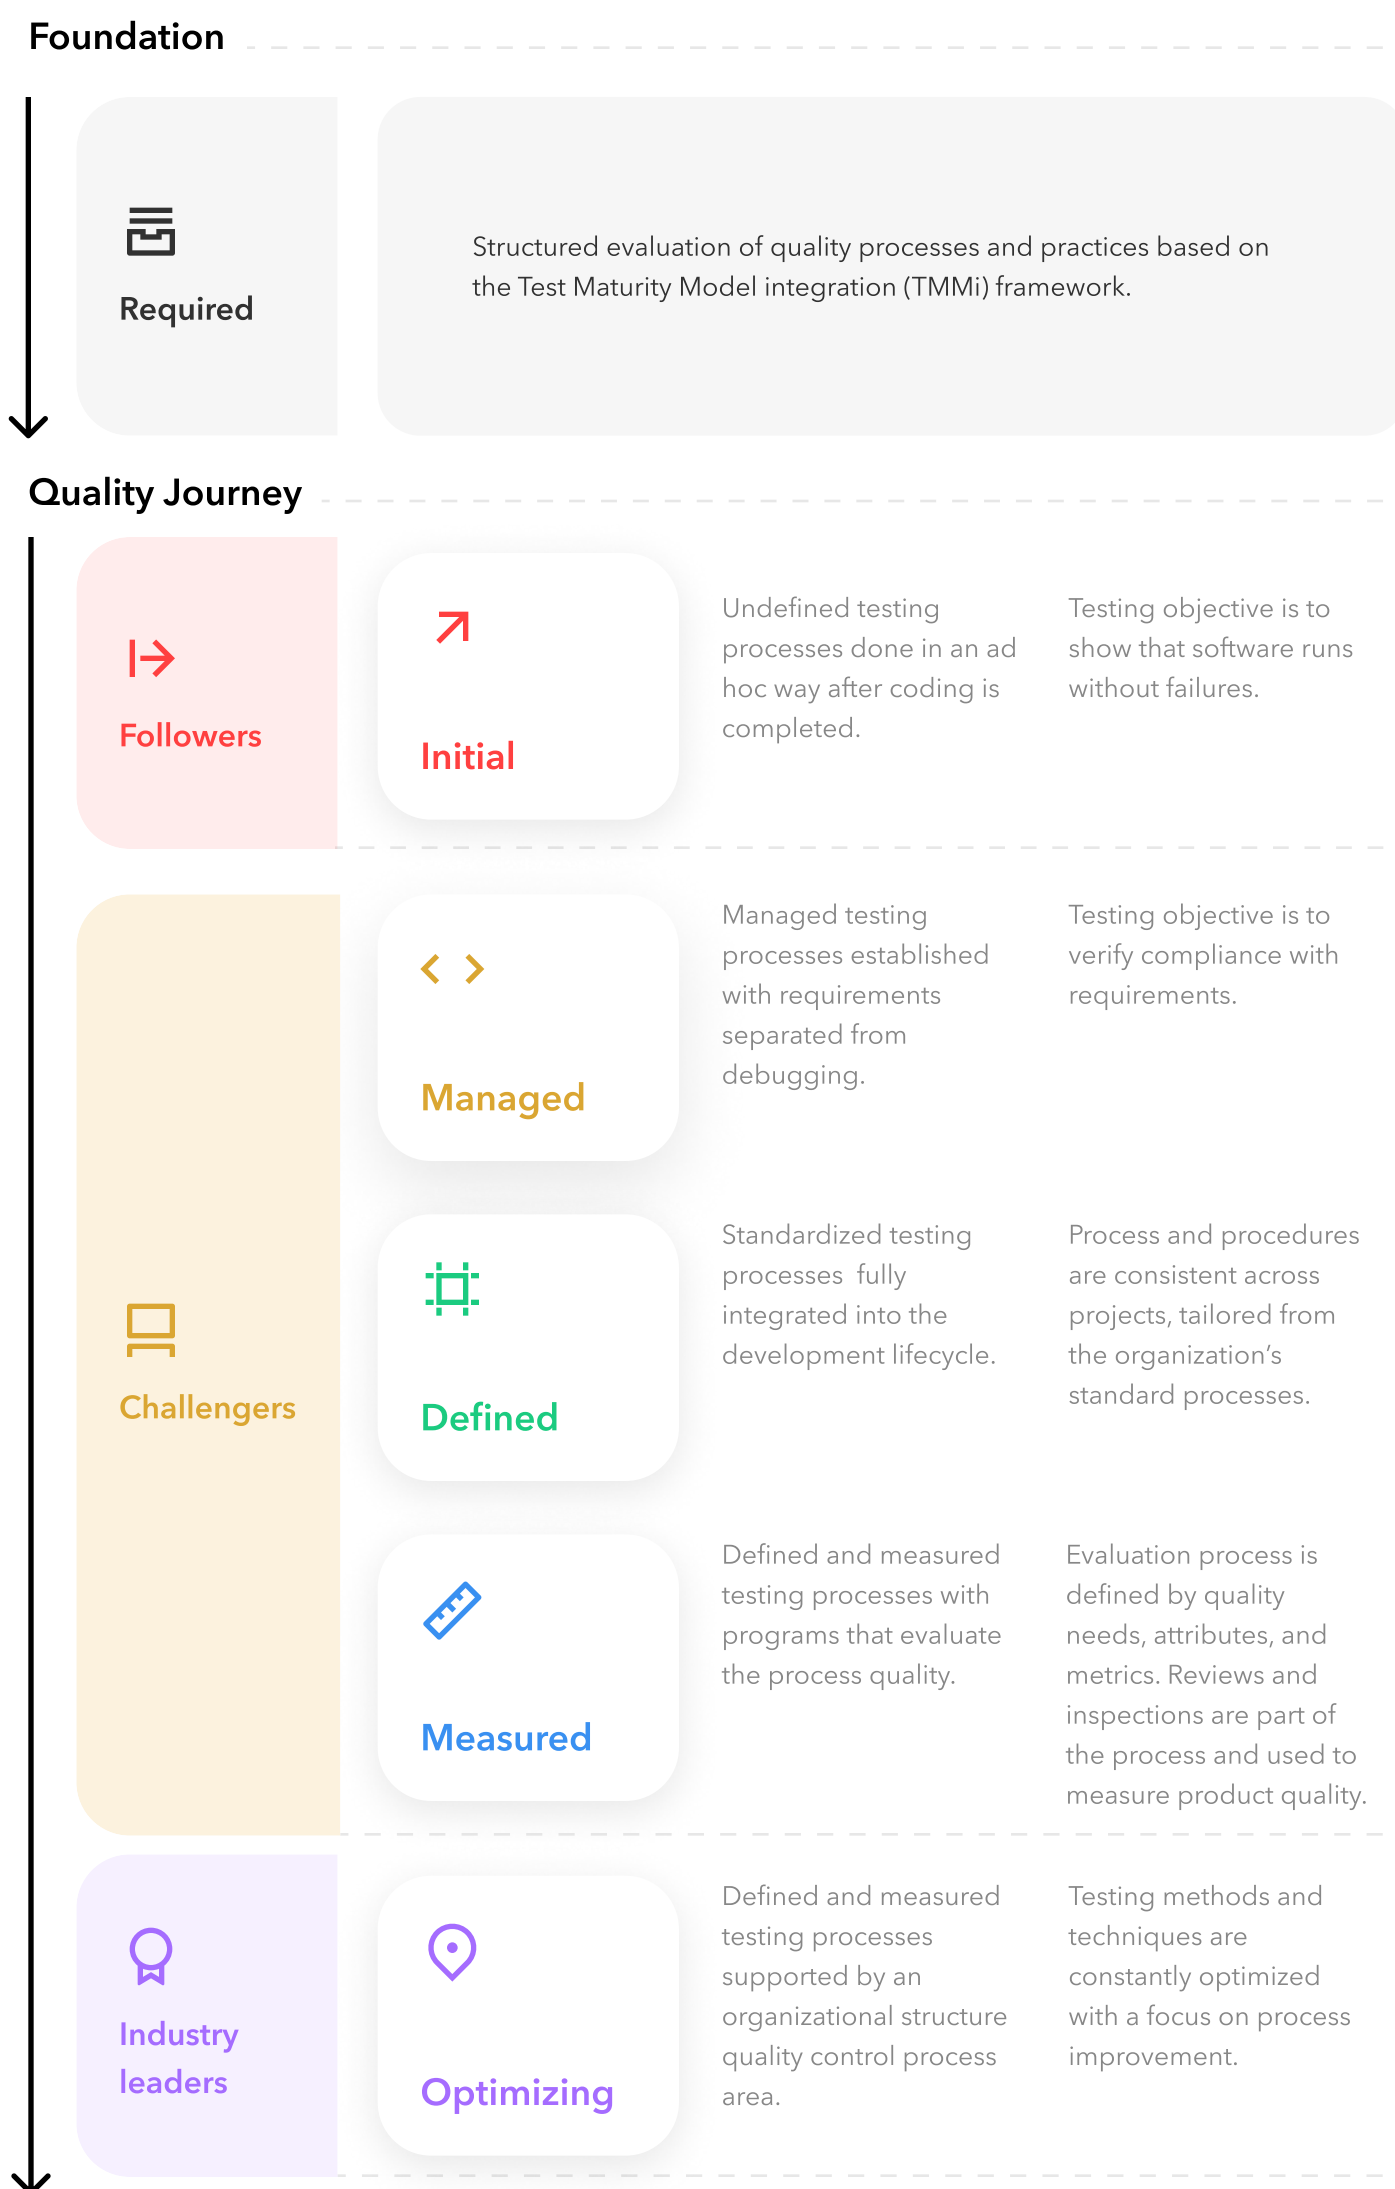 Foundation
Required
Structured evaluation of quality processes and practices based on
the Test Maturity Model integration (TMMi) framework.
Quality Journey
Followers
Initial
Undefined testing
processes done in an ad
hoc way after coding is
completed.
Testing objective is to
show that software runs
without failures.
Challengers
Managed
Managed testing
processes established
with requirements
separated from
debugging.
Testing objective is to
verify compliance with
requirements.
Defined
Standardized testing
processes  fully
integrated into the
development lifecycle.
Process and procedures
are consistent across
projects, tailored from
the organization’s
standard processes.
Measured
Defined and measured
testing processes with
programs that evaluate
the process quality.
Evaluation process is
defined by quality
needs, attributes, and
metrics. Reviews and
inspections are part of
the process and used to
measure product quality.
Industry
leaders
Optimizing
Defined and measured
testing processes
supported by an
organizational structure
quality control process
area.
Testing methods and
techniques are
constantly optimized
with a focus on process
improvement.